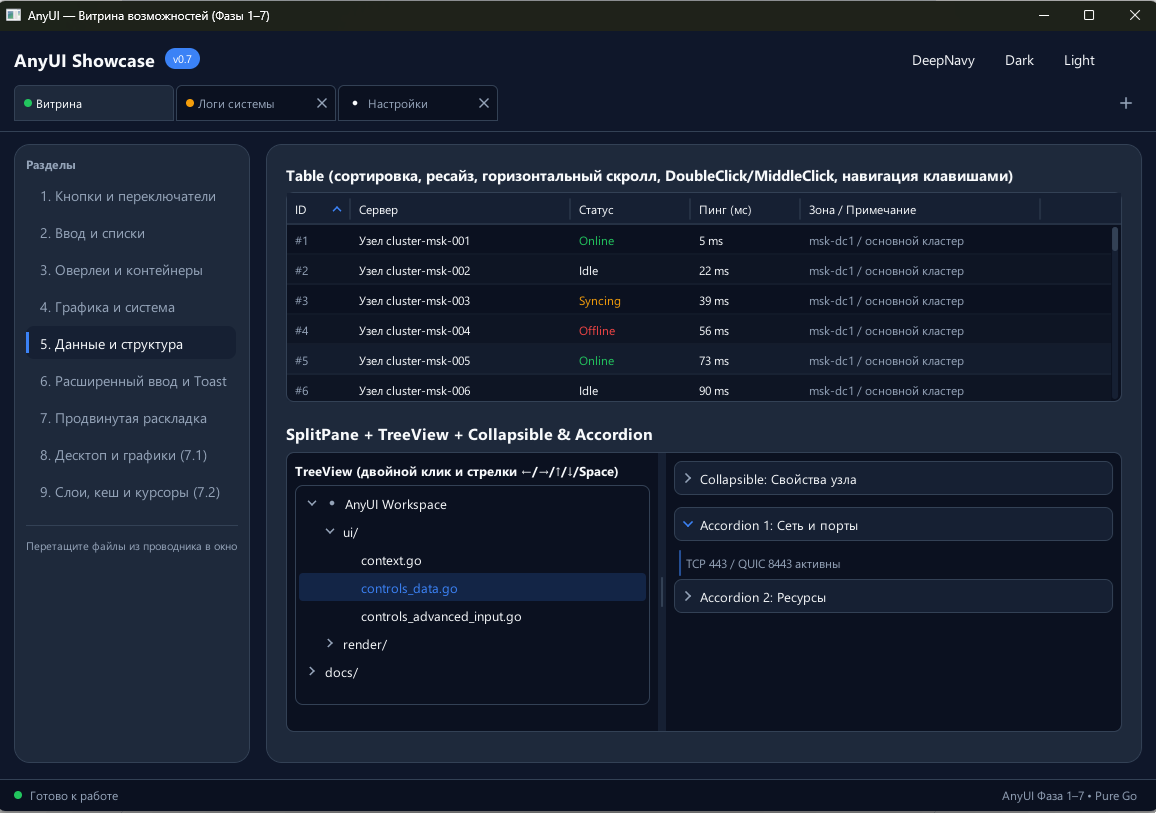 AnyUI — Витрина возможностей (Фазы 1–7)
AnyUI Showcase v0.7 DeepNavy Dark Light
Витрина Логи системы Настройки
Разделы
1. Кнопки и переключатели
2. Ввод и списки
3. Оверлеи и контейнеры
4. Графика и система
5. Данные и структура
6. Расширенный ввод и Toast
7. Продвинутая раскладка
8. Десктоп и графики (7.1)
9. Слои, кеш и курсоры (7.2)
Перетащите файлы из проводника в окно
Table (сортировка, ресайз, горизонтальный скролл, DoubleClick/MiddleClick, навигация клавишами)
ID Сервер Статус Пинг (мс) Зона / Примечание
#1 Узел cluster-msk-001 Online 5 ms msk-dc1 / основной кластер
#2 Узел cluster-msk-002 Idle 22 ms msk-dc1 / основной кластер
#3 Узел cluster-msk-003 Syncing 39 ms msk-dc1 / основной кластер
#4 Узел cluster-msk-004 Offline 56 ms msk-dc1 / основной кластер
#5 Узел cluster-msk-005 Online 73 ms msk-dc1 / основной кластер
#6 Узел cluster-msk-006 Idle 90 ms msk-dc1 / основной кластер
SplitPane + TreeView + Collapsible & Accordion
TreeView (двойной клик и стрелки ←/→/↑/↓/Space)
AnyUI Workspace
ui/
context.go
controls_data.go
controls_advanced_input.go
render/
docs/
Collapsible: Свойства узла
Accordion 1: Сеть и порты
TCP 443 / QUIC 8443 активны
Accordion 2: Ресурсы
Готово к работе
AnyUI Фаза 1–7 • Pure Go